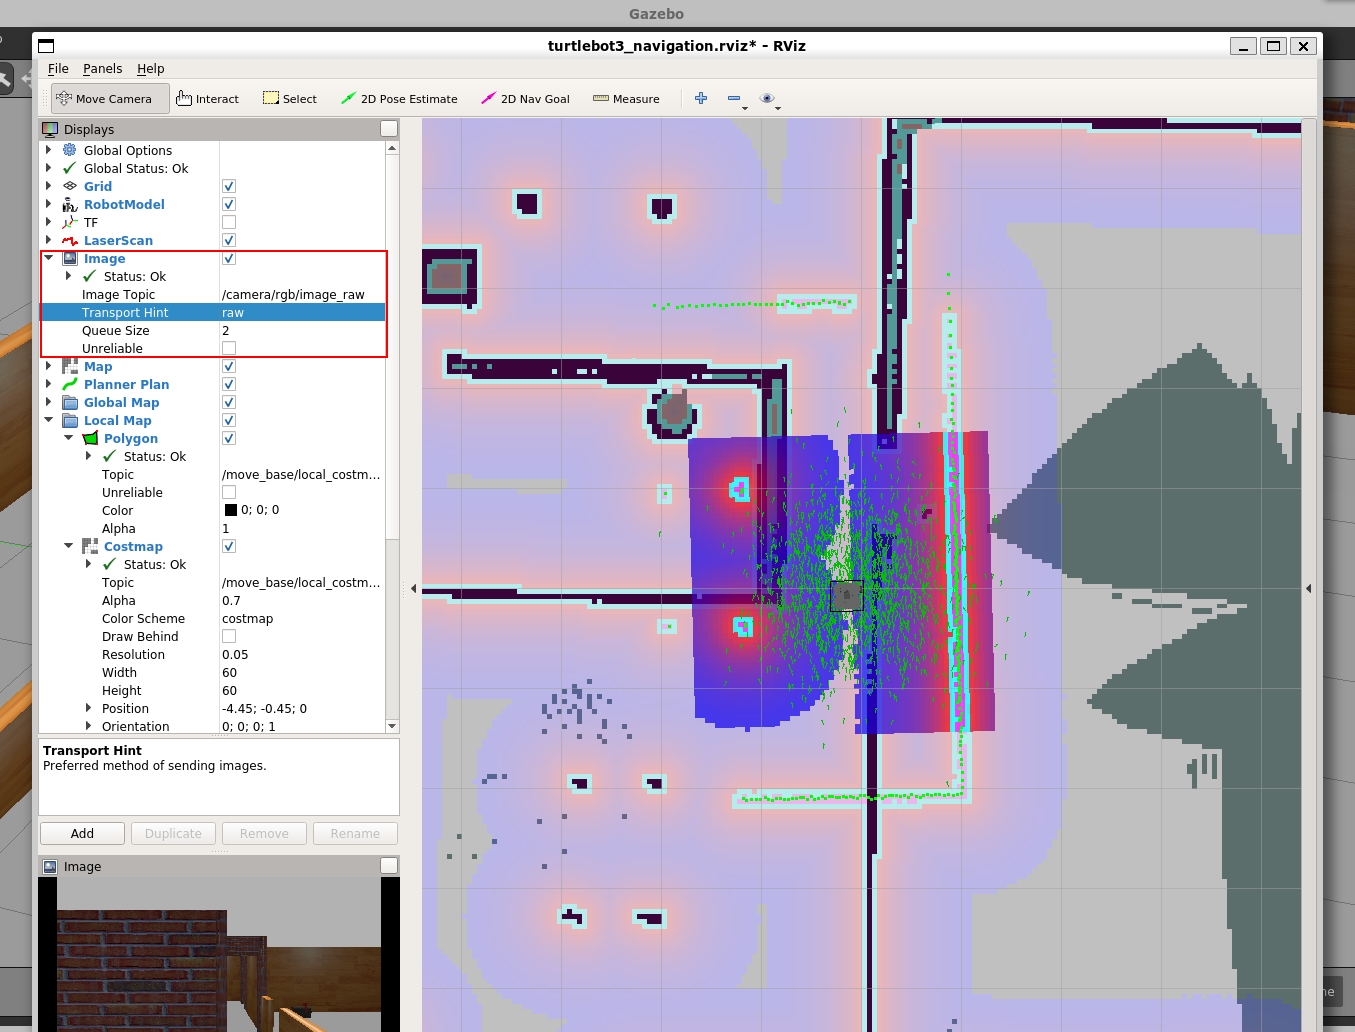 Gazebo
turtlebot3_navigation.rviz* – RViz
File Panels Help
Move Camera Interact Select 2D Pose Estimate 2D Nav Goal Measure
Displays
Global Options
Global Status: Ok
Grid
RobotModel
TF
LaserScan
Image
Status: Ok
Image Topic /camera/rgb/image_raw
Transport Hint raw
Queue Size 2
Unreliable
Map
Planner Plan
Global Map
Local Map
Polygon
Status: Ok
Topic /move_base/local_costm...
Unreliable
Color 0; 0; 0
Alpha 1
Costmap
Status: Ok
Topic /move_base/local_costm...
Alpha 0.7
Color Scheme costmap
Draw Behind
Resolution 0.05
Width 60
Height 60
Position -4.45; -0.45; 0
Orientation 0; 0; 0; 1
Transport Hint
Preferred method of sending images.
Add Duplicate Remove Rename
Image